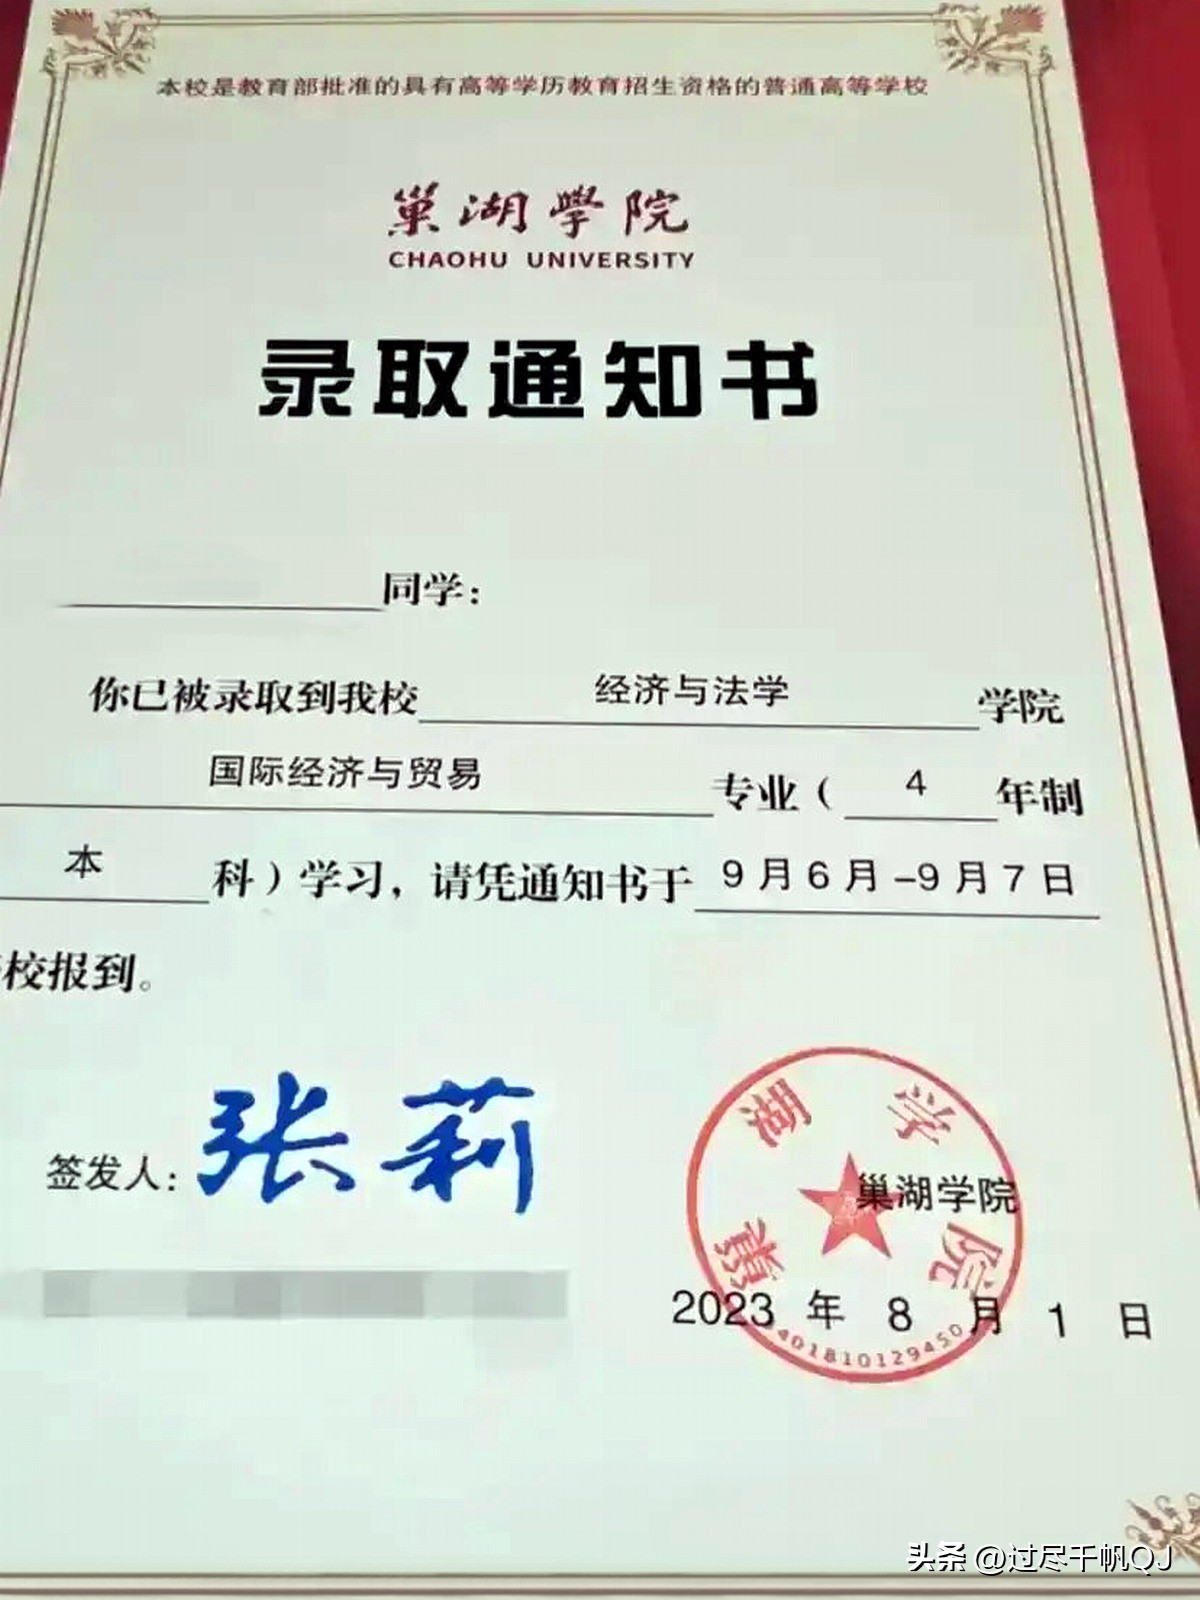 本校是教育部批准的具有高等学历教育招生资格的普通高等学校
巢湖學院
CHAOHU UNIVERSITY
录取通知书
同学：
你已被录取到我校 经济与法学 学院
国际经济与贸易 专业（ 4 年制
本 科）学习，请凭通知书于 9月6月-9月7日
校报到。
签发人：张莉
巢湖学院
巢湖学院
2023 年 8 月 1 日
401810129450
头条 @过尽千帆QJ